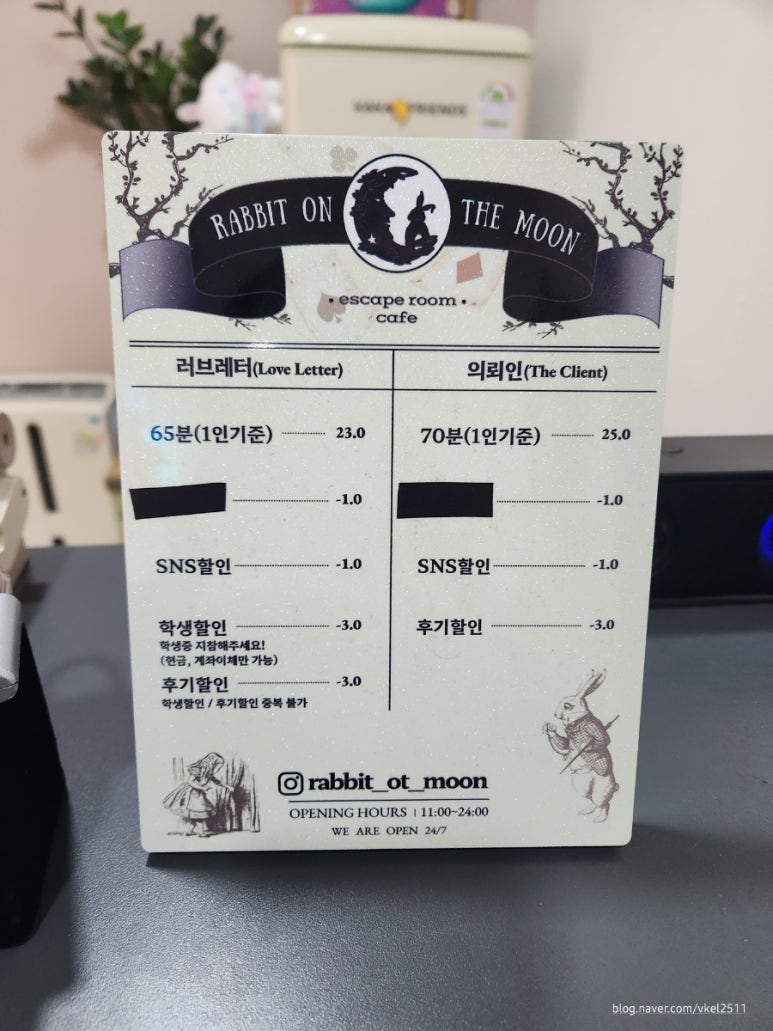 KAKAO FRIENDS
RABBIT ON THE MOON
• escape room •
cafe
러브레터(Love Letter)
65분(1인기준) 23.0
-1.0
SNS할인 -1.0
학생할인 -3.0
학생증 지참해주세요!
(현금, 계좌이체만 가능)
후기할인 -3.0
학생할인 / 후기할인 중복 불가
의뢰인(The Client)
70분(1인기준) 25.0
-1.0
SNS할인 -1.0
후기할인 -3.0
rabbit_ot_moon
OPENING HOURS | 11:00~24:00
WE ARE OPEN 24/7
blog.naver.com/vkel2511